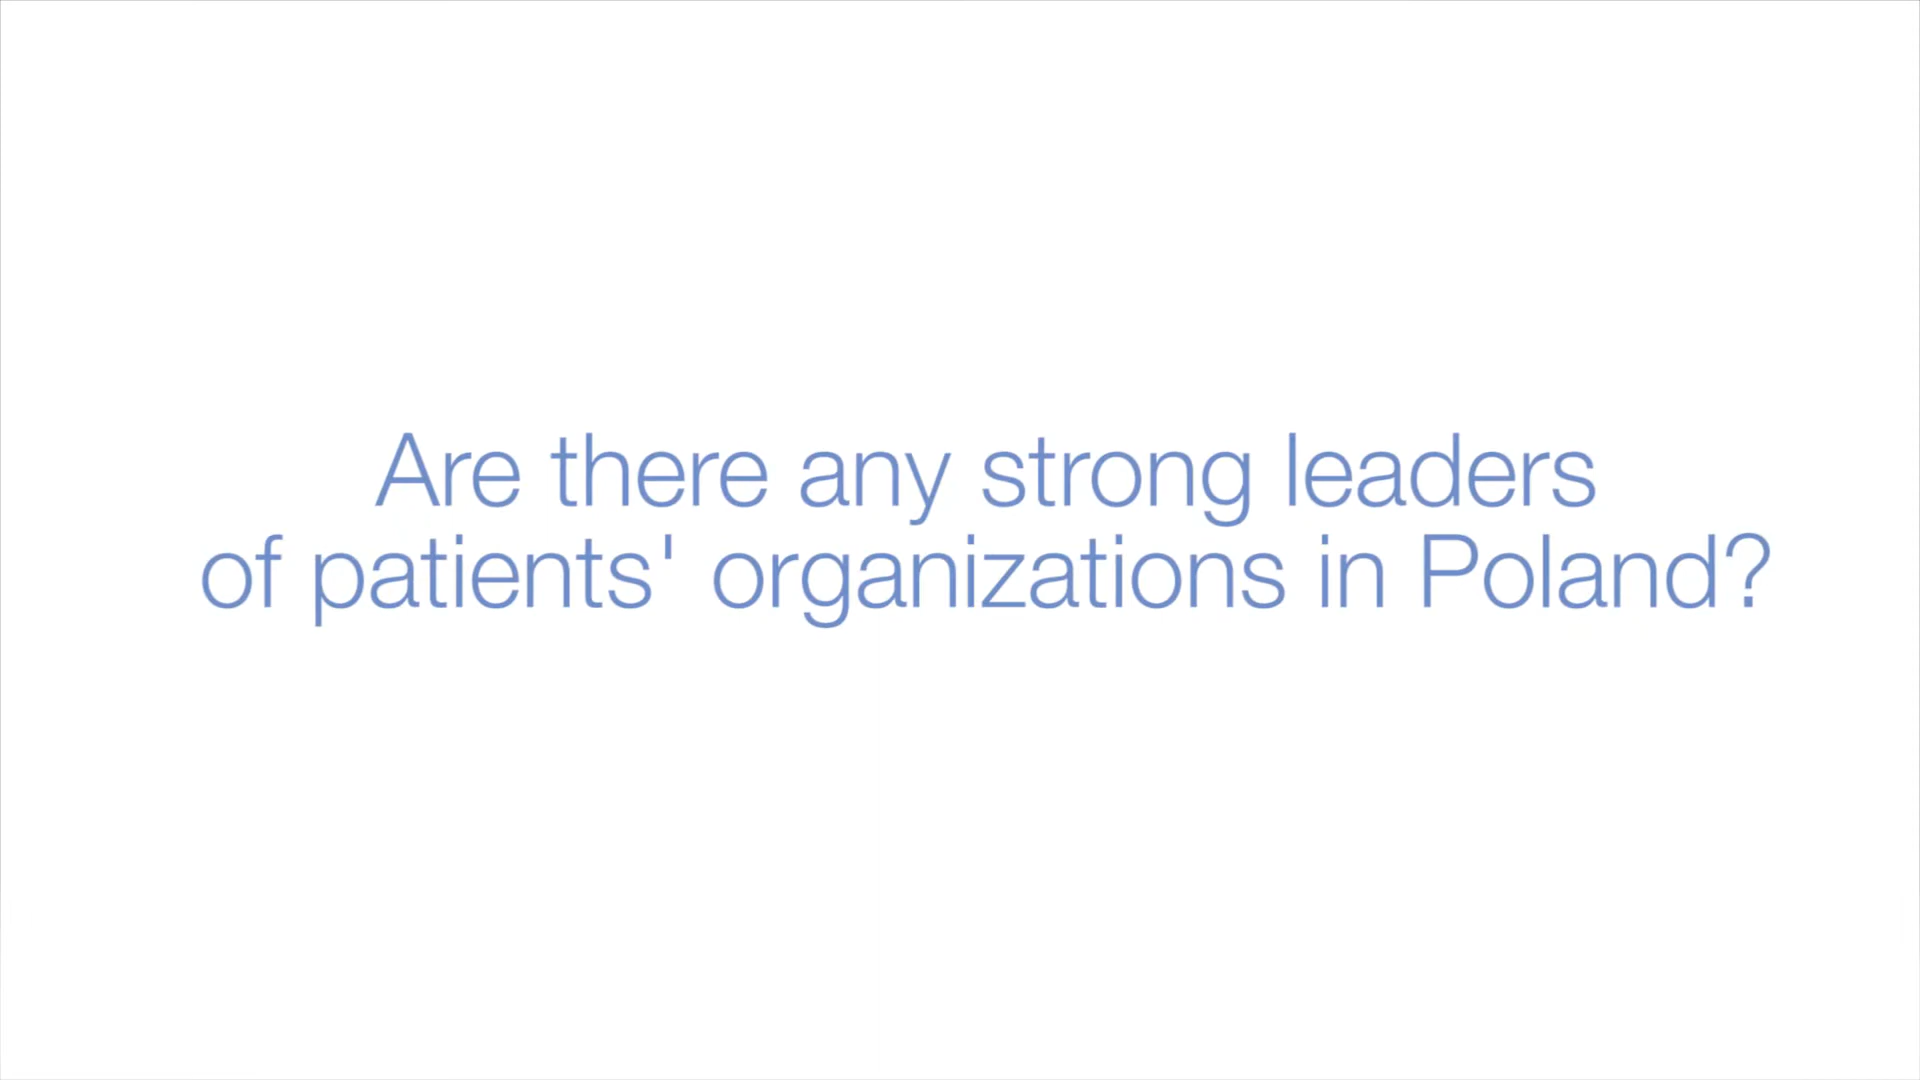 Are there any strong leaders
of patients' organizations in Poland?